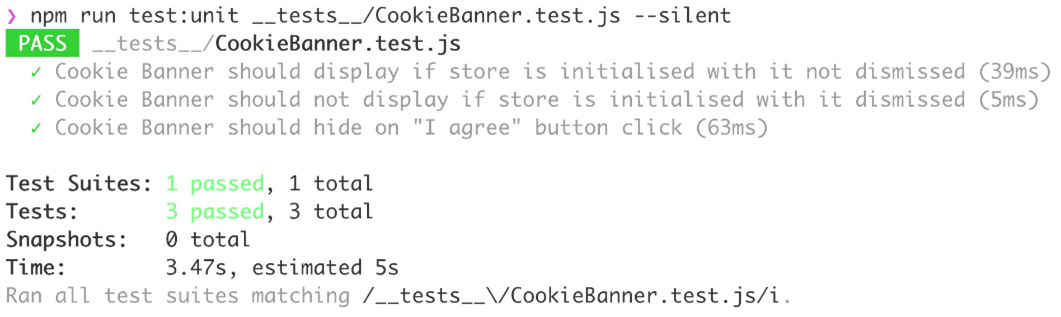 ❯ npm run test:unit __tests__/CookieBanner.test.js --silent
PASS __tests__/CookieBanner.test.js
✓ Cookie Banner should display if store is initialised with it not dismissed (39ms)
✓ Cookie Banner should not display if store is initialised with it dismissed (5ms)
✓ Cookie Banner should hide on "I agree" button click (63ms)
Test Suites: 1 passed, 1 total
Tests: 3 passed, 3 total
Snapshots: 0 total
Time: 3.47s, estimated 5s
Ran all test suites matching /__tests__\/CookieBanner.test.js/i.